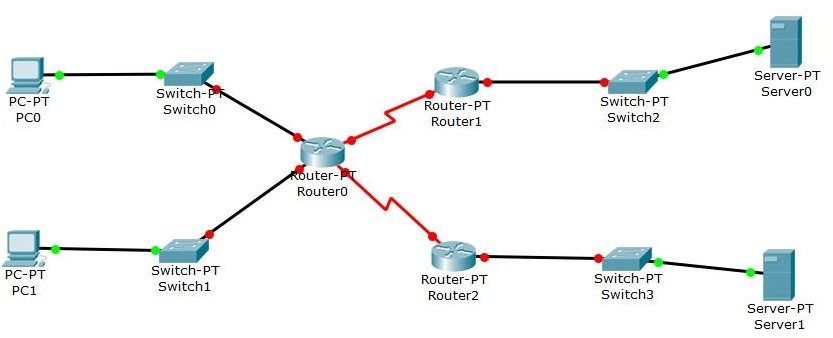 PC-PT
PC0
Switch-PT
Switch0
Router-PT
Router1
Switch-PT
Switch2
Server-PT
Server0
Router-PT
Router0
PC-PT
PC1
Switch-PT
Switch1
Router-PT
Router2
Switch-PT
Switch3
Server-PT
Server1